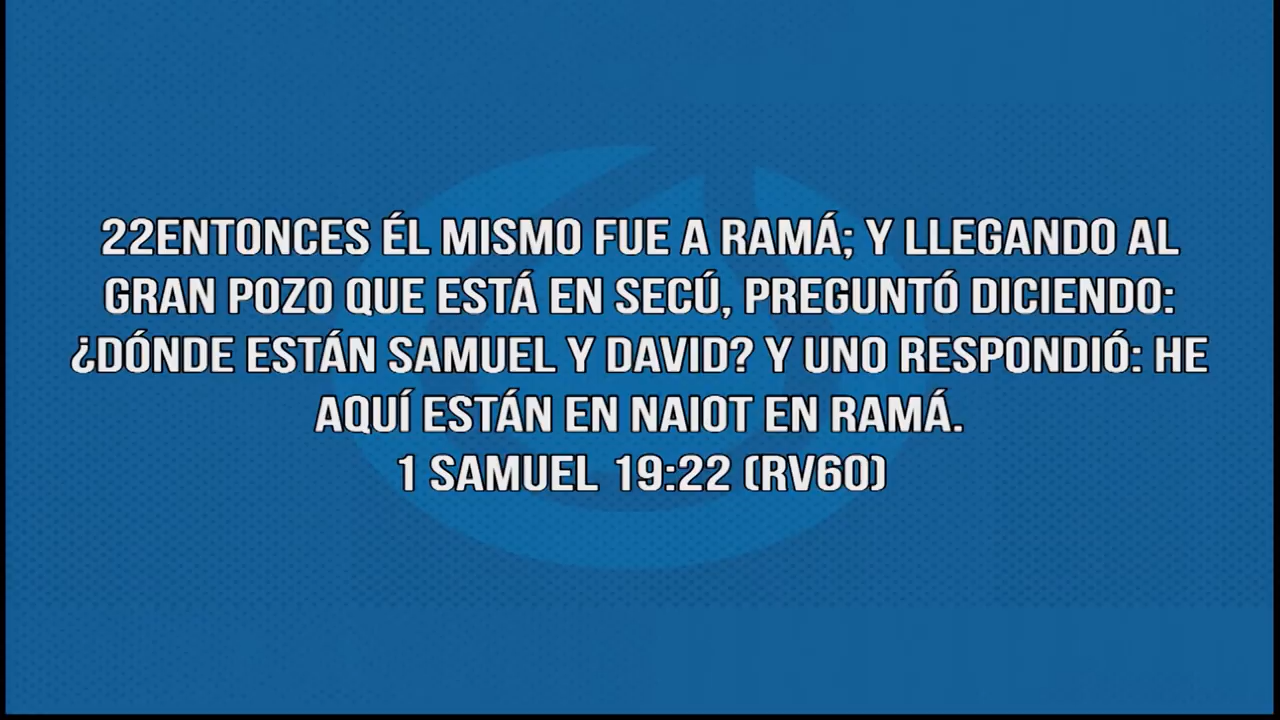 22ENTONCES ÉL MISMO FUE A RAMÁ; Y LLEGANDO AL
GRAN POZO QUE ESTÁ EN SECÚ, PREGUNTÓ DICIENDO:
¿DÓNDE ESTÁN SAMUEL Y DAVID? Y UNO RESPONDIÓ: HE
AQUÍ ESTÁN EN NAIOT EN RAMÁ.
1 SAMUEL 19:22 (RV60)